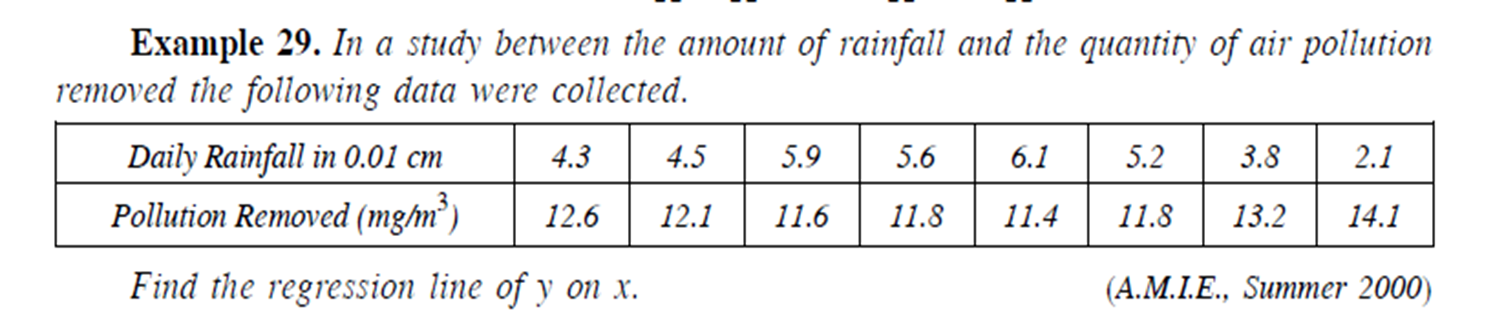 Example 29. In a study between the amount of rainfall and the quantity of air pollution
removed the following data were collected.
Daily Rainfall in 0.01 cm 4.3 4.5 5.9 5.6 6.1 5.2 3.8 2.1
Pollution Removed (mg/m³) 12.6 12.1 11.6 11.8 11.4 11.8 13.2 14.1
Find the regression line of y on x. (A.M.I.E., Summer 2000)